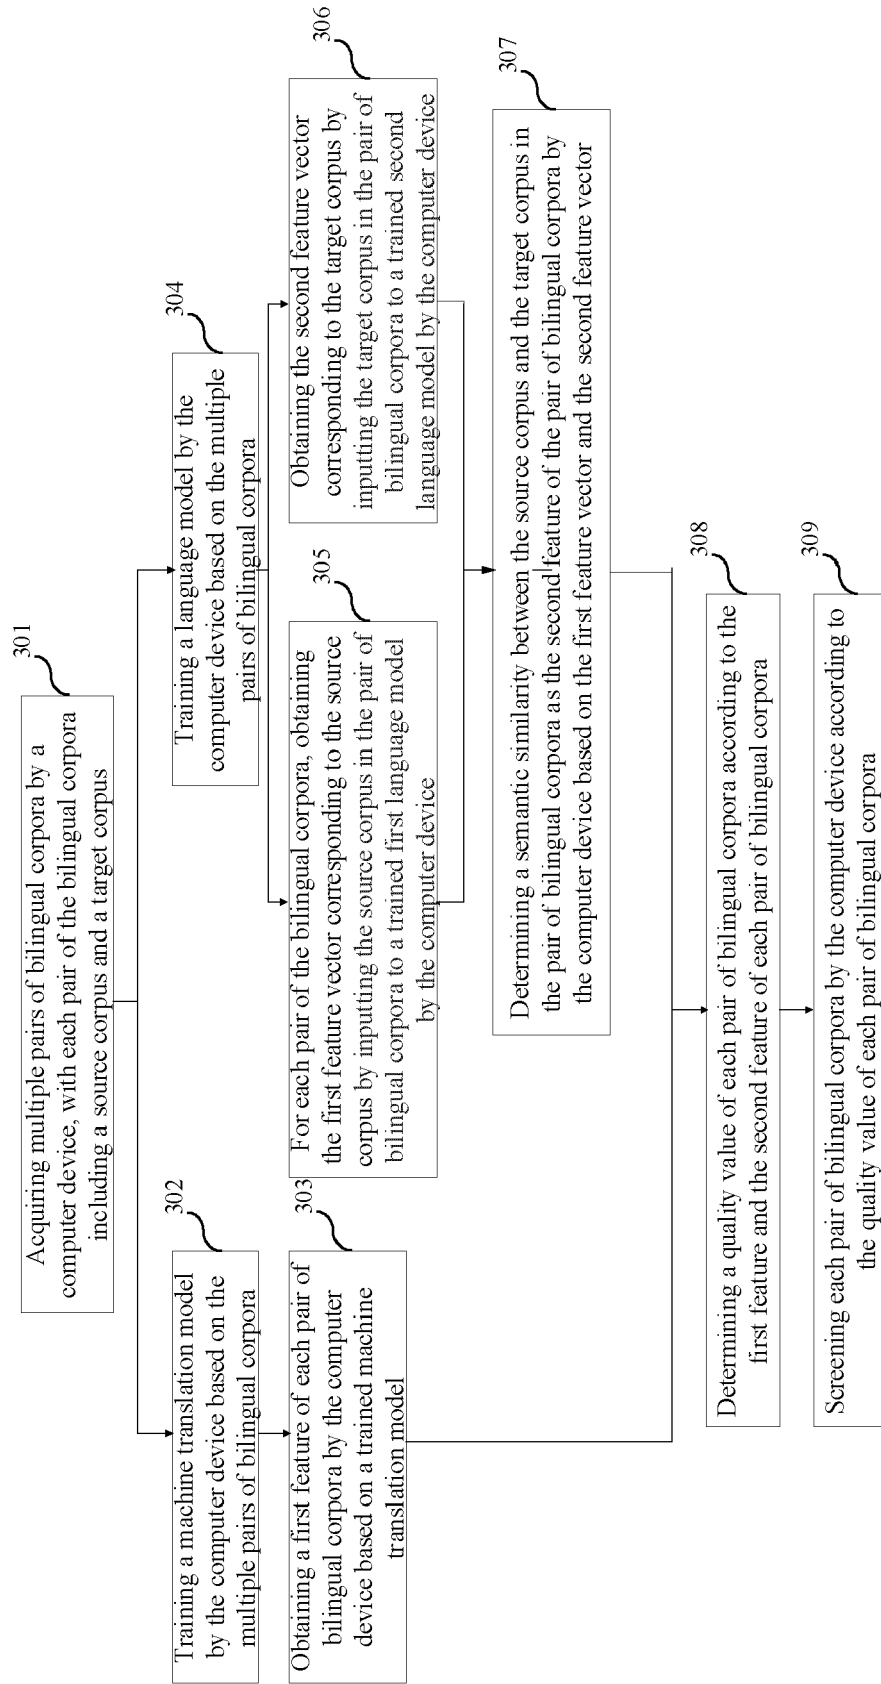 301
Acquiring multiple pairs of bilingual corpora by a
computer device, with each pair of the bilingual corpora
including a source corpus and a target corpus
302
Training a machine translation model
by the computer device based on the
multiple pairs of bilingual corpora
303
Obtaining a first feature of each pair of
bilingual corpora by the computer
device based on a trained machine
translation model
304
Training a language model by the
computer device based on the multiple
pairs of bilingual corpora
305
For each pair of the bilingual corpora, obtaining
the first feature vector corresponding to the source
corpus by inputting the source corpus in the pair of
bilingual corpora to a trained first language model
by the computer device
306
Obtaining the second feature vector
corresponding to the target corpus by
inputting the target corpus in the pair of
bilingual corpora to a trained second
language model by the computer device
307
Determining a semantic similarity between the source corpus and the target corpus in
the pair of bilingual corpora as the second feature of the pair of bilingual corpora by
the computer device based on the first feature vector and the second feature vector
308
Determining a quality value of each pair of bilingual corpora according to the
first feature and the second feature of each pair of bilingual corpora
309
Screening each pair of bilingual corpora by the computer device according to
the quality value of each pair of bilingual corpora